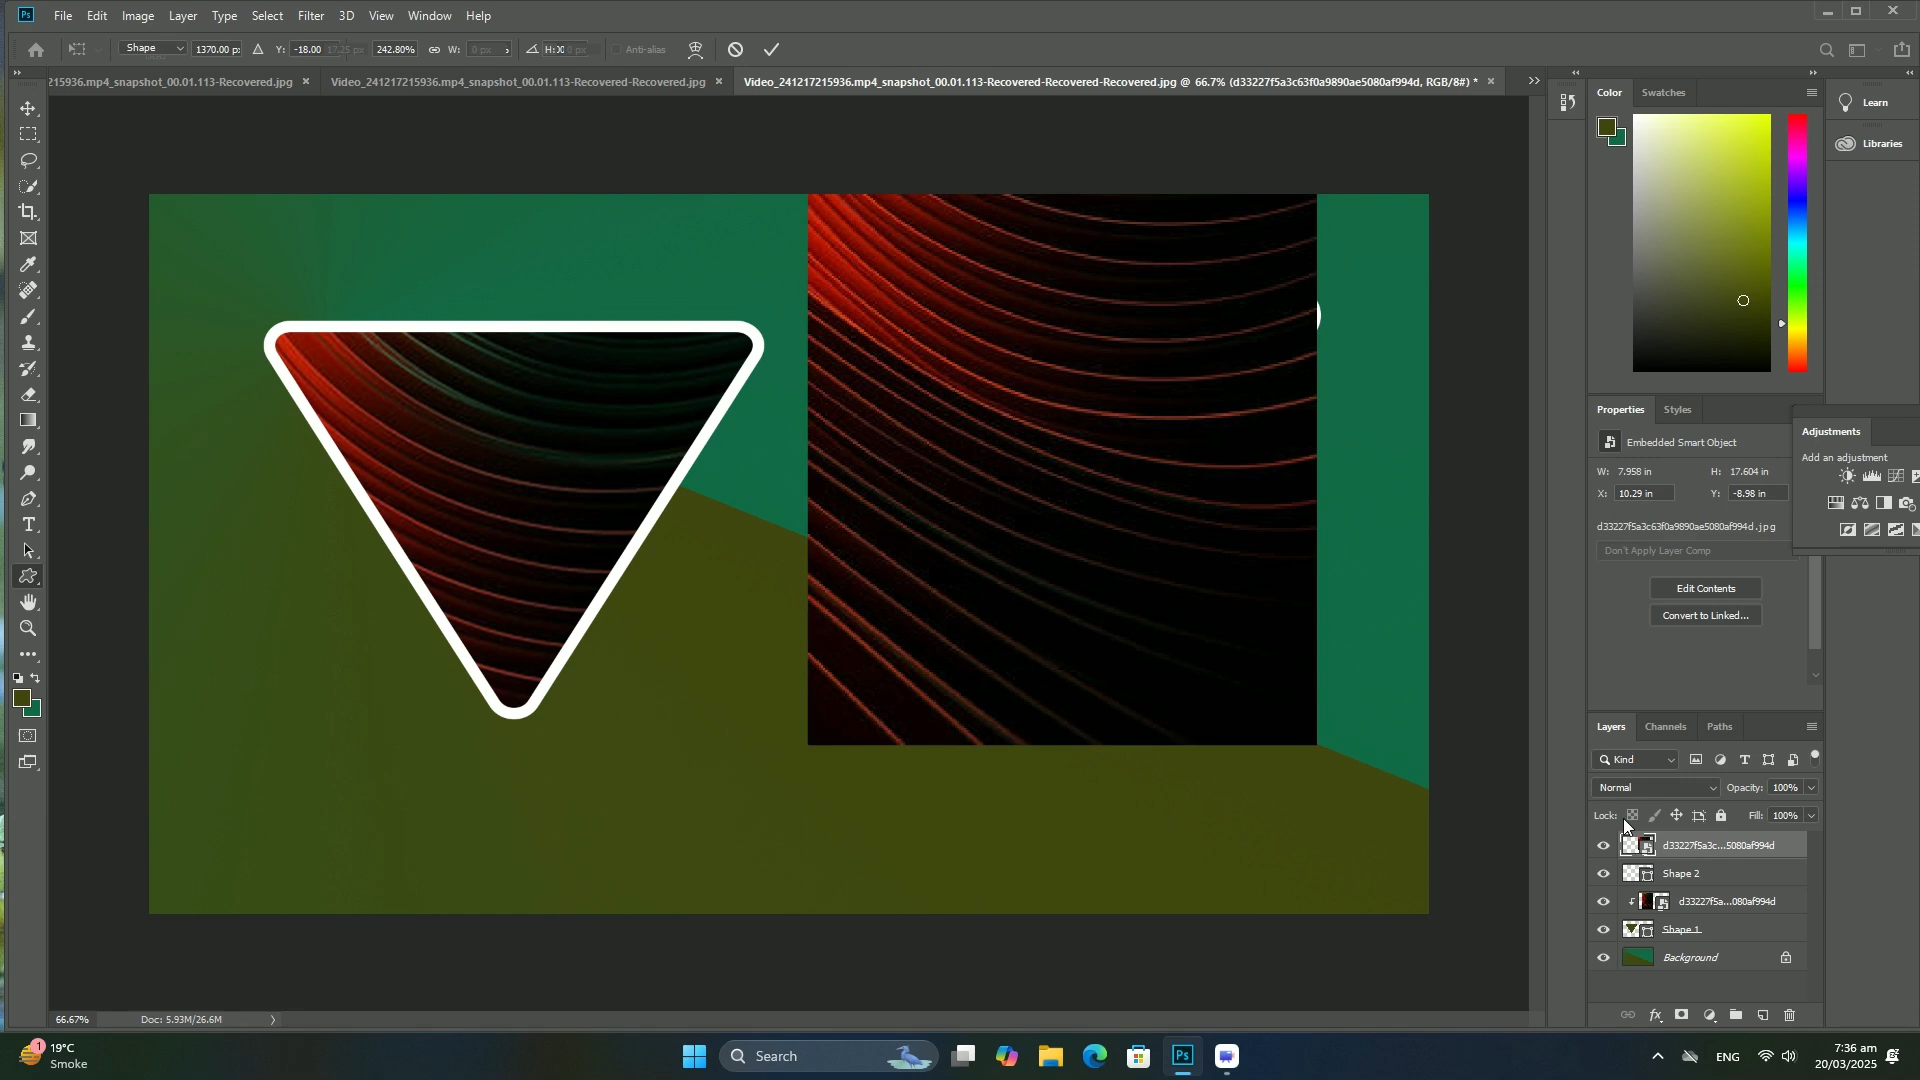 File Edit Image Layer Type Select Filter 3D View Window Help
Shape 1370.00 p: Y: -18.00 242.80% W: 0 px Anti-alias
215936.mp4_snapshot_00.01.113-Recovered.jpg Video_241217215936.mp4_snapshot_00.01.113-Recovered-Recovered.jpg Video_241217215936.mp4_snapshot_00.01.113-Recovered-Recovered-Recovered.jpg @ 66.7% (d33227f5a3c63f0a9890ae5080af994d, RGB/8#) *
Color Swatches
Learn
Libraries
Properties Styles
Adjustments
Embedded Smart Object
Add an adjustment
W: 7.958 in H: 17.604 in
X: 10.29 in Y: -8.98 in
d33227f5a3c63f0a9890ae5080af994d.jpg
Don't Apply Layer Comp
Edit Contents
Convert to Linked...
Layers Channels Paths
Kind
Normal Opacity: 100%
Lock: Fill: 100%
d33227f5a3c...5080af994d
Shape 2
d33227f5a...080af994d
Shape 1
Background
66.67% Doc: 5.93M/26.6M
1
19°C
Smoke
Search
Ps
ENG
7:36 am
20/03/2025